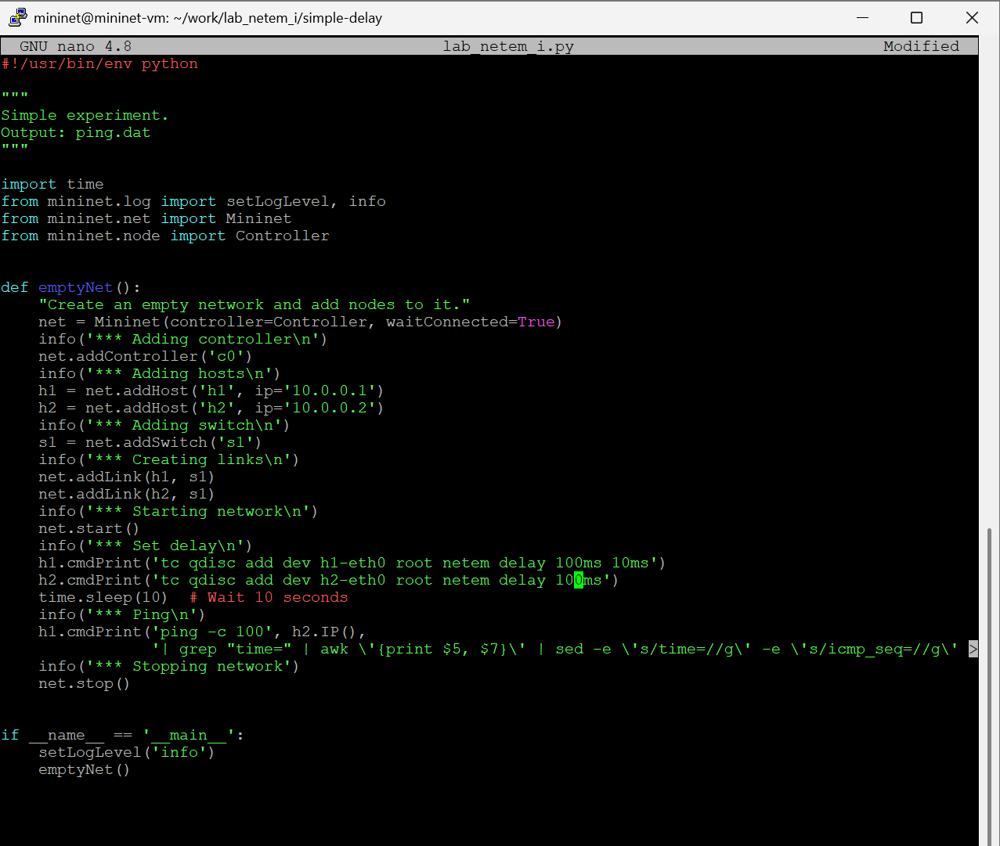 mininet@mininet-vm: ~/work/lab_netem_i/simple-delay
GNU nano 4.8 lab_netem_i.py Modified
#!/usr/bin/env python
"""
Simple experiment.
Output: ping.dat
"""
import time
from mininet.log import setLogLevel, info
from mininet.net import Mininet
from mininet.node import Controller
def emptyNet():
    "Create an empty network and add nodes to it."
    net = Mininet(controller=Controller, waitConnected=True)
    info('*** Adding controller\n')
    net.addController('c0')
    info('*** Adding hosts\n')
    h1 = net.addHost('h1', ip='10.0.0.1')
    h2 = net.addHost('h2', ip='10.0.0.2')
    info('*** Adding switch\n')
    s1 = net.addSwitch('s1')
    info('*** Creating links\n')
    net.addLink(h1, s1)
    net.addLink(h2, s1)
    info('*** Starting network\n')
    net.start()
    info('*** Set delay\n')
    h1.cmdPrint('tc qdisc add dev h1-eth0 root netem delay 100ms 10ms')
    h2.cmdPrint('tc qdisc add dev h2-eth0 root netem delay 100ms')
    time.sleep(10)  # Wait 10 seconds
    info('*** Ping\n')
    h1.cmdPrint('ping -c 100', h2.IP(),
                '| grep "time=" | awk \'{print $5, $7}\' | sed -e \'s/time=//g\' -e \'s/icmp_seq=//g\' >
    info('*** Stopping network')
    net.stop()
if __name__ == '__main__':
    setLogLevel('info')
    emptyNet()